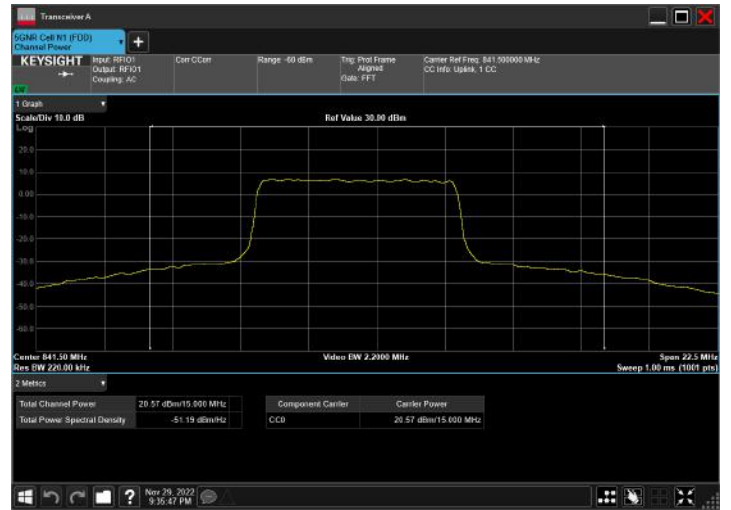 Transceiver A
5GNR Cell N1 (FDD)
Channel Power
KEYSIGHT
Input: RFIO1
Output: RFIO1
Coupling: AC
Corr CCorr
Range: -60 dBm
Trig: Prot Frame
Aligned
Gate: FFT
Carrier Ref Freq: 841.500000 MHz
CC Info: Uplink, 1 CC
1 Graph
Scale/Div 10.0 dB
Ref Value 30.00 dBm
Log
20.0
10.0
0.00
-10.0
-20.0
-30.0
-40.0
-50.0
-60.0
Center 841.50 MHz
Video BW 2.2000 MHz
Span 22.5 MHz
Res BW 220.00 kHz
Sweep 1.00 ms (1001 pts)
2 Metrics
Total Channel Power
20.57 dBm/15.000 MHz
Total Power Spectral Density
-51.19 dBm/Hz
Component Carrier
Carrier Power
CC0
20.57 dBm/15.000 MHz
Nov 29, 2022
9:35:47 PM